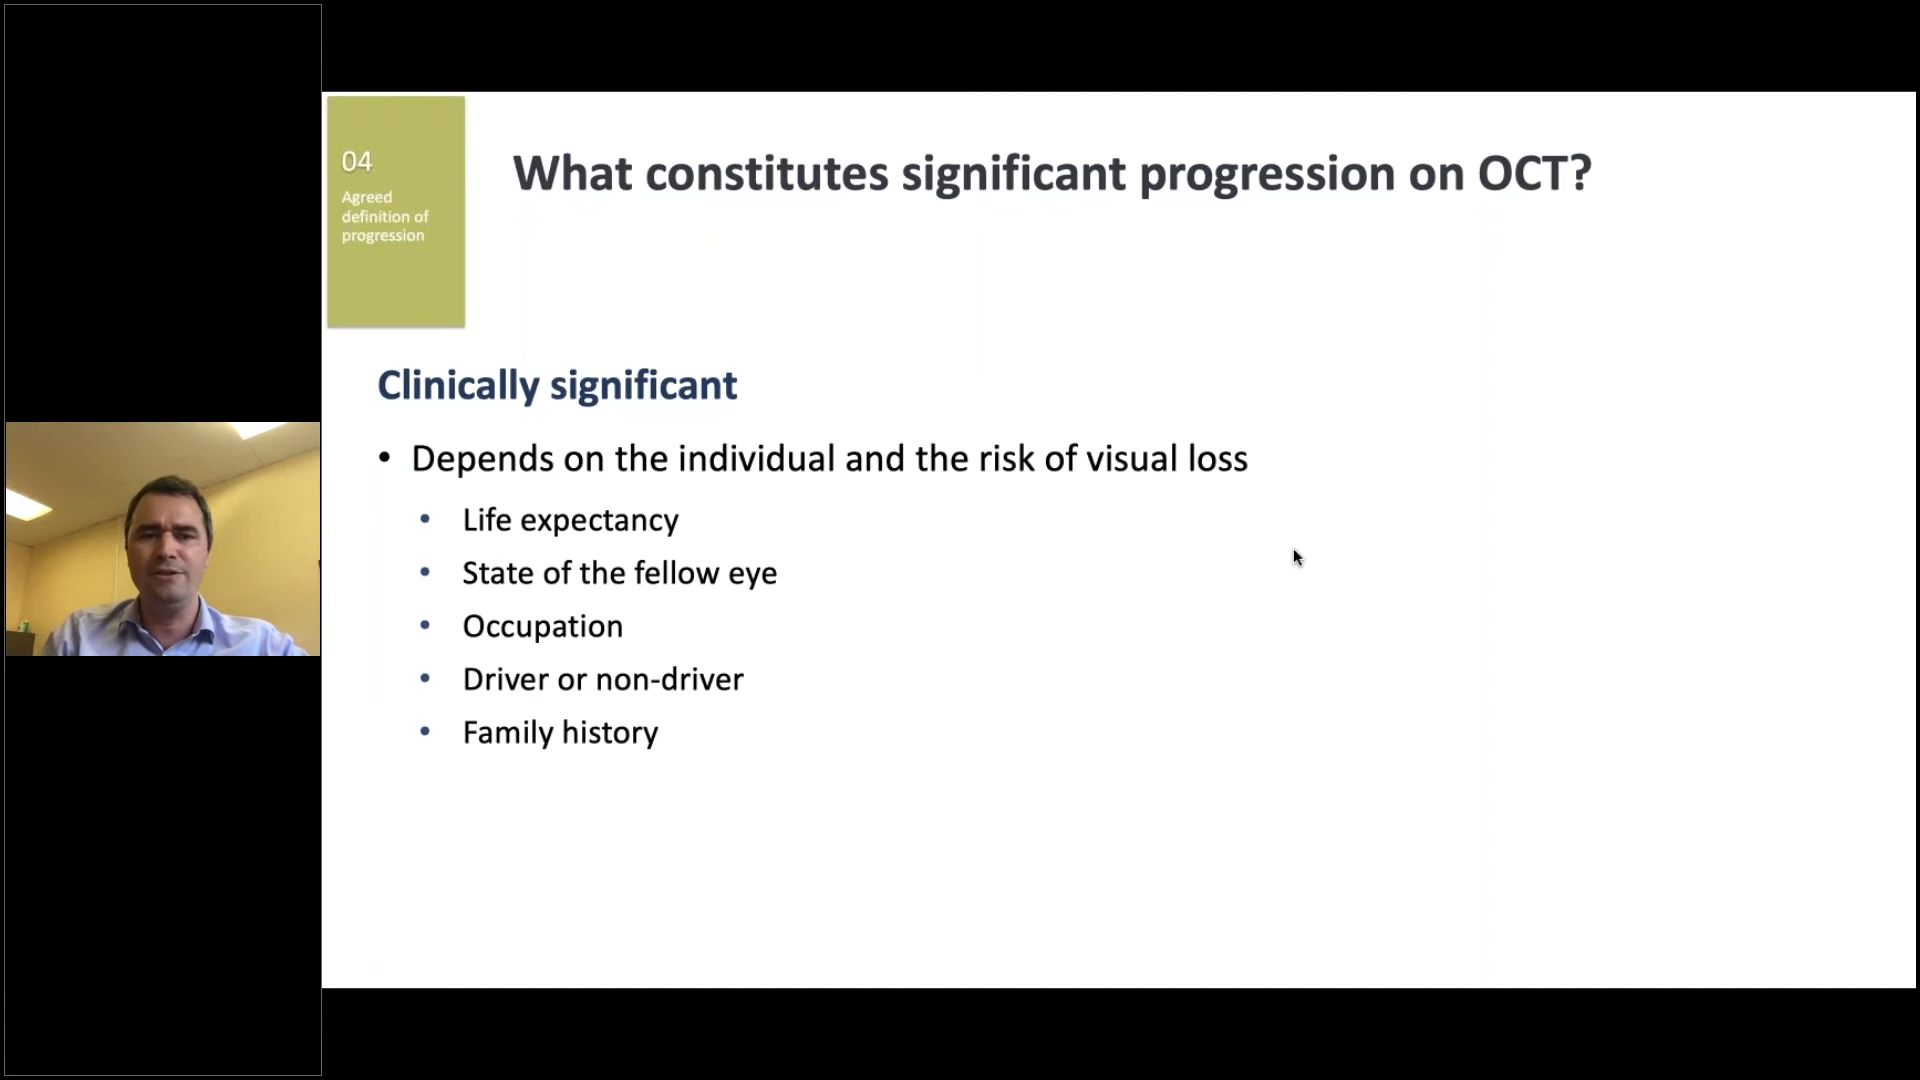 04
Agreed
definition of
progression
What constitutes significant progression on OCT?
Clinically significant
• Depends on the individual and the risk of visual loss
• Life expectancy
• State of the fellow eye
• Occupation
• Driver or non-driver
• Family history